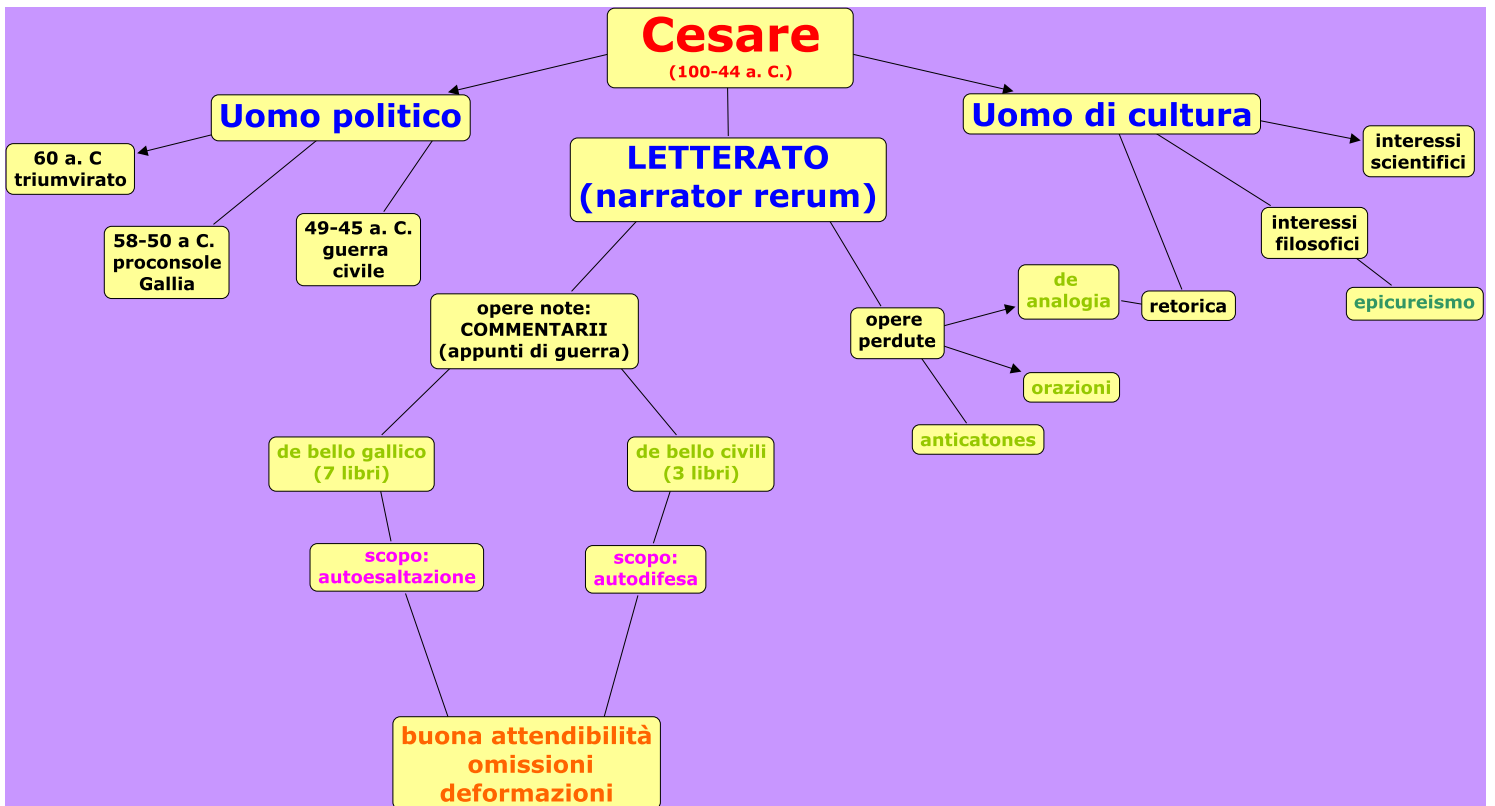 Cesare
(100-44 a. C.)
Uomo politico
60 a. C
triumvirato
58-50 a C.
proconsole
Gallia
49-45 a. C.
guerra
civile
LETTERATO
(narrator rerum)
opere note:
COMMENTARII
(appunti di guerra)
de bello gallico
(7 libri)
scopo:
autoesaltazione
de bello civili
(3 libri)
scopo:
autodifesa
buona attendibilità
omissioni
deformazioni
opere
perdute
de
analogia
orazioni
anticatones
Uomo di cultura
retorica
interessi
filosofici
epicureismo
interessi
scientifici